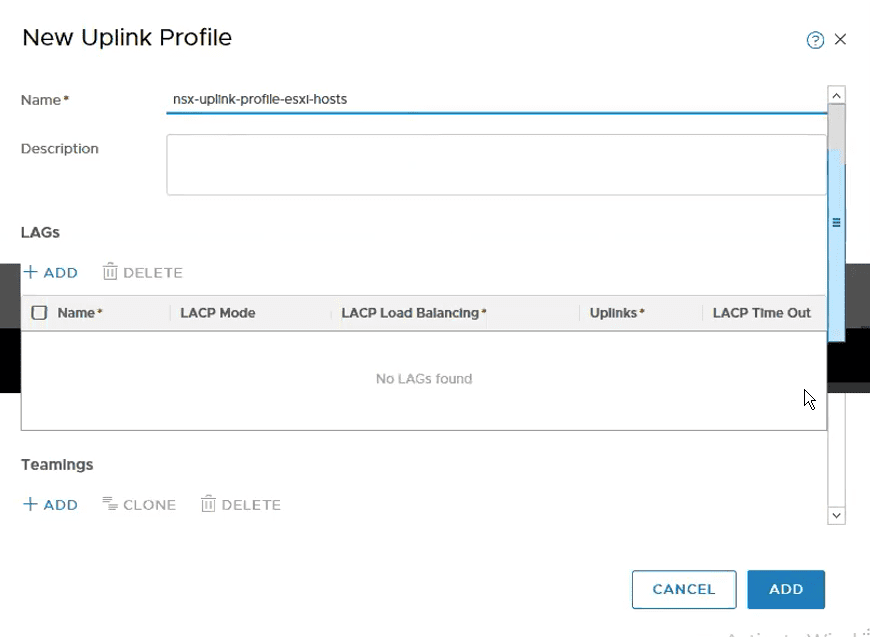 New Uplink Profile
Name*
nsx-uplink-profile-esxi-hosts
Description
LAGs
+ ADD DELETE
Name* LACP Mode LACP Load Balancing* Uplinks* LACP Time Out
No LAGs found
Teamings
+ ADD CLONE DELETE
CANCEL ADD